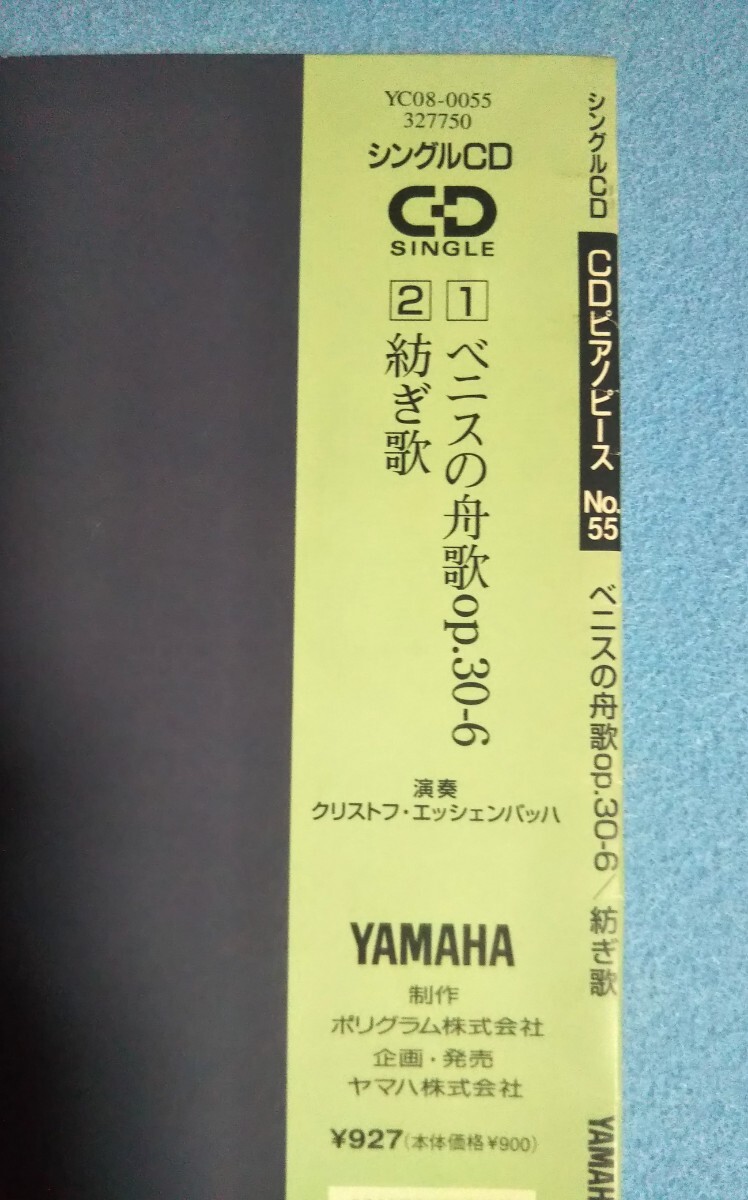 YC08-0055
327750
シングルCD
CD
SINGLE
1 ベニスの舟歌op.30-6
2 紡ぎ歌
演奏
クリストフ・エッシェンバッハ
YAMAHA
制作
ポリグラム株式会社
企画・発売
ヤマハ株式会社
¥927(本体価格¥900)
シングルCD
CDピアノピース No.55
ベニスの舟歌op.30-6/紡ぎ歌
YAMAH